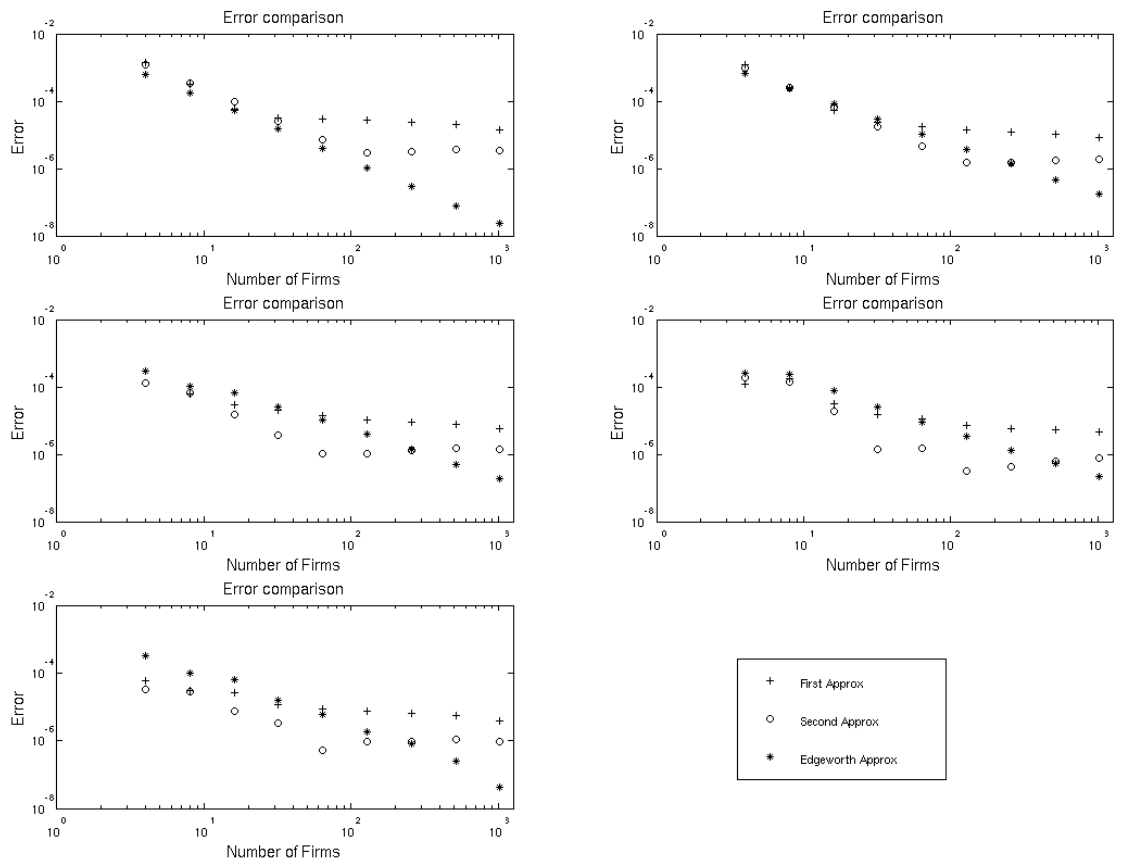 Error comparison
10^-2
10^-4
10^-6
10^-8
Error
10^0 10^1 10^2 10^3
Number of Firms
Error comparison
10^-2
10^-4
10^-6
10^-8
Error
10^0 10^1 10^2 10^3
Number of Firms
Error comparison
10^-2
10^-4
10^-6
10^-8
Error
10^0 10^1 10^2 10^3
Number of Firms
Error comparison
10^-2
10^-4
10^-6
10^-8
Error
10^0 10^1 10^2 10^3
Number of Firms
Error comparison
10^-2
10^-4
10^-6
10^-8
Error
10^0 10^1 10^2 10^3
Number of Firms
First Approx
Second Approx
Edgeworth Approx